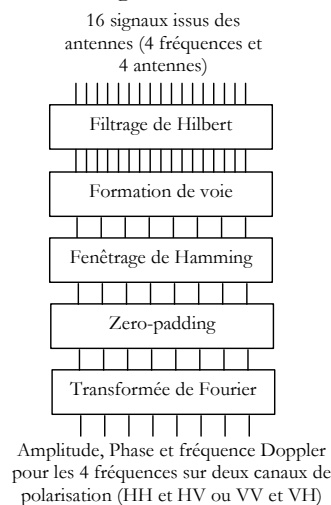 16 signaux issus des
antennes (4 fréquences et
4 antennes)
Filtrage de Hilbert
Formation de voie
Fenêtrage de Hamming
Zero-padding
Transformée de Fourier
Amplitude, Phase et fréquence Doppler
pour les 4 fréquences sur deux canaux de
polarisation (HH et HV ou VV et VH)